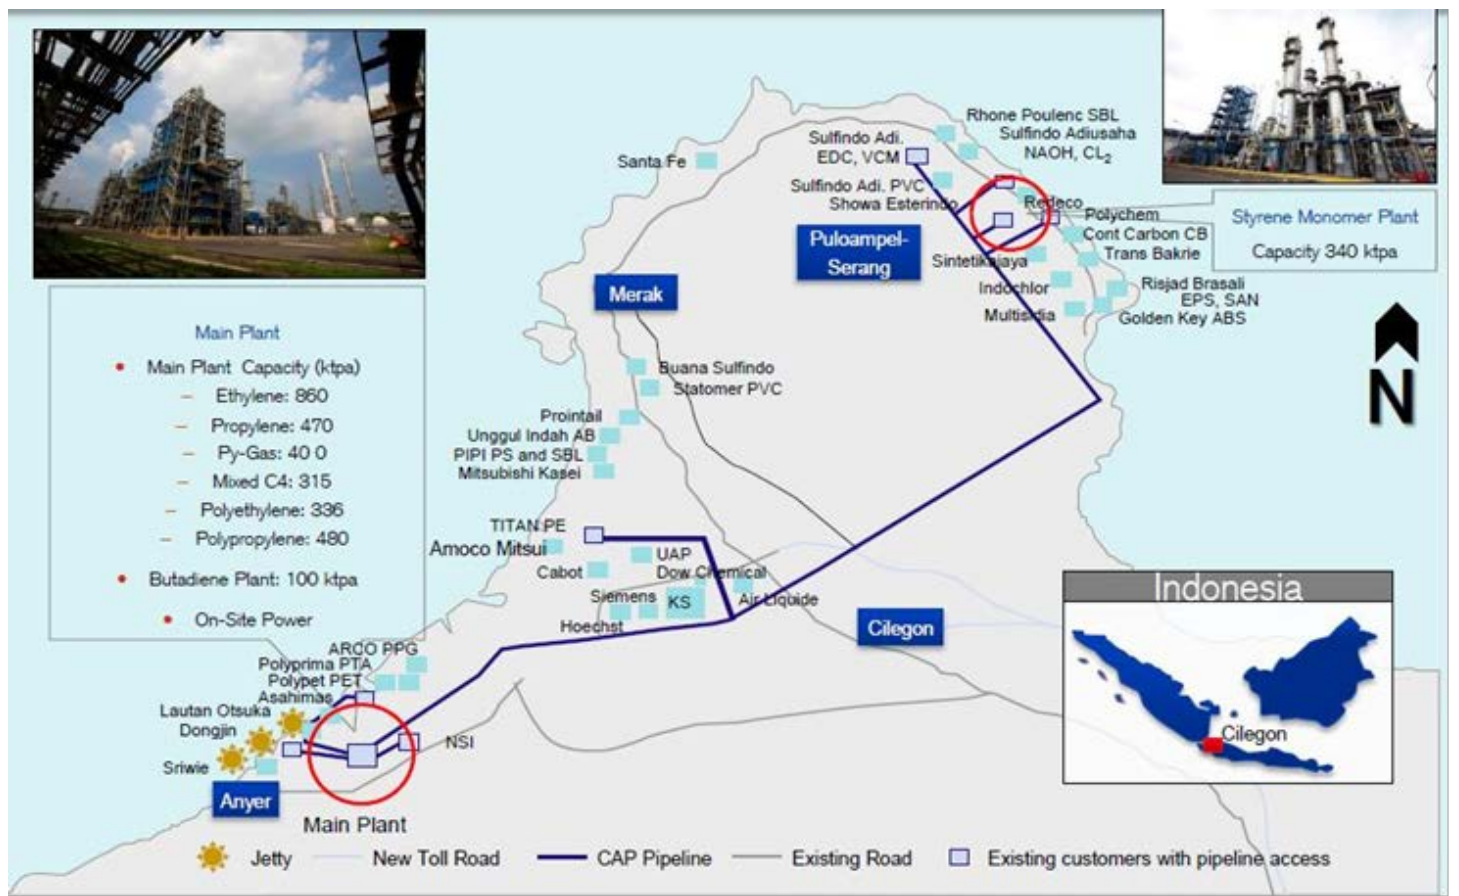 Rhone Poulenc SBL
Sulfindo Adi.
EDC, VCM
Sulfindo Adiusaha
NAOH, CL2
Santa Fe
Sulfindo Adi. PVC
Showa Esterindo
Redeco
Polychem
Cont Carbon CB
Trans Bakrie
Styrene Monomer Plant
Capacity 340 ktpa
Puloampel-
Serang
Sintetikajaya
Indochlor
Multisidia
Risjad Brasali
EPS, SAN
Golden Key ABS
Merak
N
Main Plant
• Main Plant Capacity (ktpa)
– Ethylene: 860
– Propylene: 470
– Py-Gas: 40 0
– Mixed C4: 315
– Polyethylene: 336
– Polypropylene: 480
• Butadiene Plant: 100 ktpa
• On-Site Power
Buana Sulfindo
Statomer PVC
Prointail
Unggul Indah AB
PIPI PS and SBL
Mitsubishi Kasei
TITAN PE
Amoco Mitsui
Cabot
UAP
Dow Chemical
Siemens
KS
Air Liquide
Hoechst
Cilegon
Indonesia
Cilegon
ARCO PPG
Polyprima PTA
Polypet PET
Asahimas
Lautan Otsuka
Dongjin
Sriwie
NSI
Anyer
Main Plant
Jetty
New Toll Road
CAP Pipeline
Existing Road
Existing customers with pipeline access